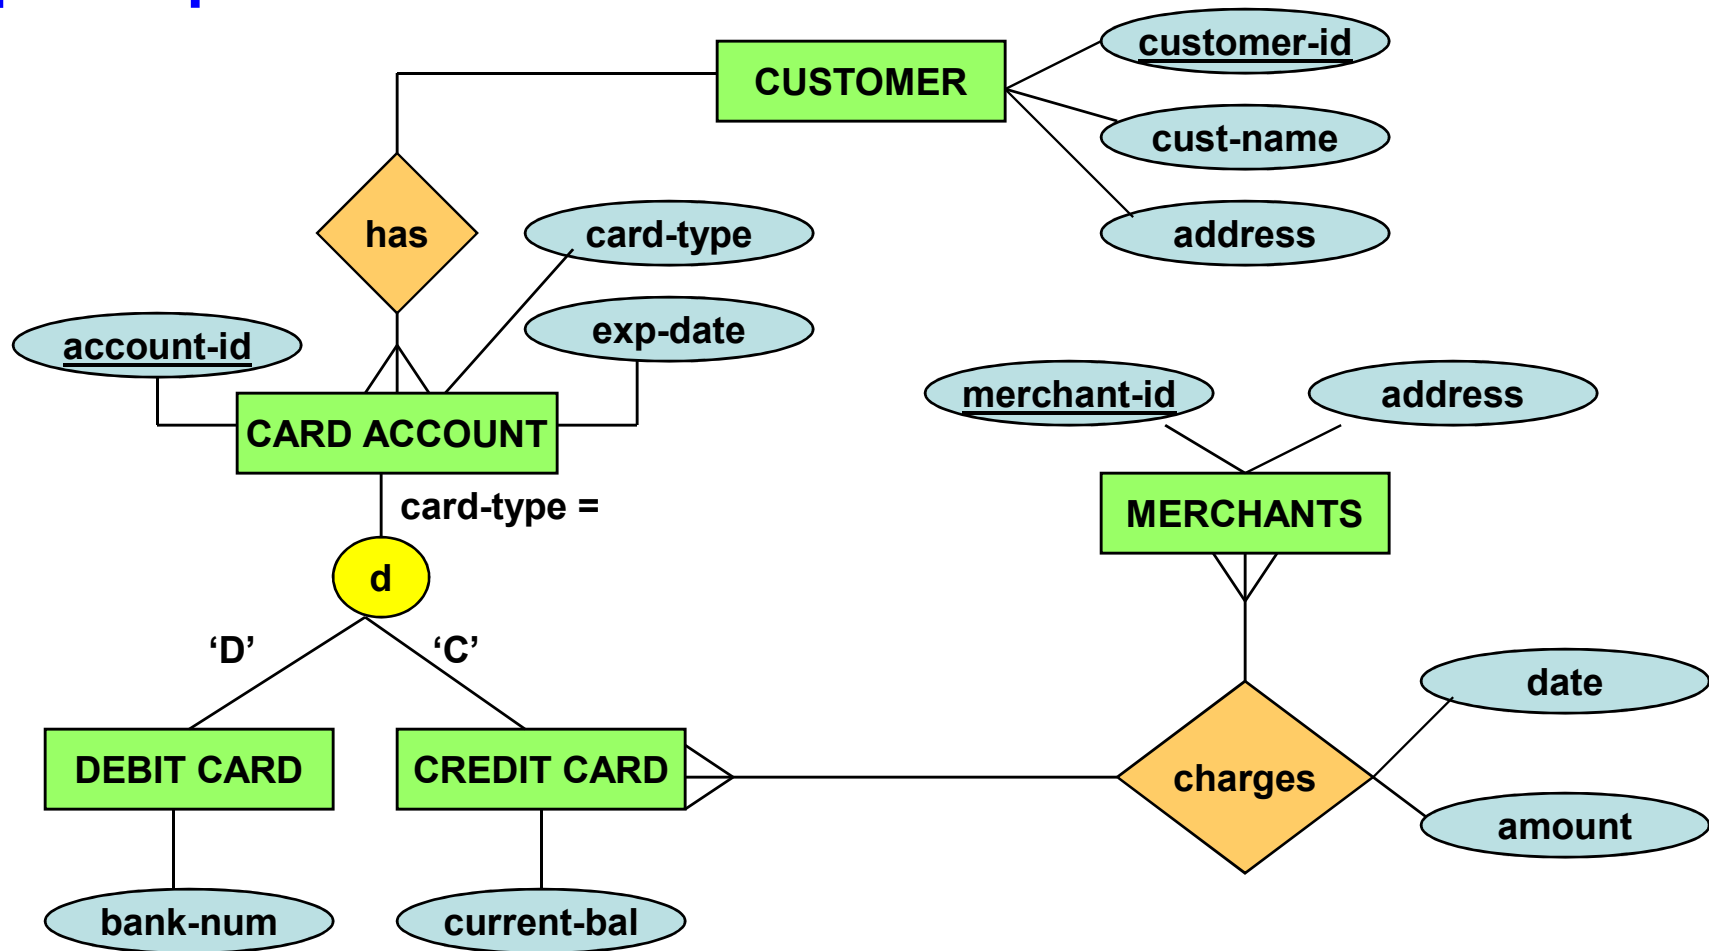 customer-id
CUSTOMER
cust-name
has
card-type
address
exp-date
account-id
merchant-id
address
CARD ACCOUNT
card-type =
MERCHANTS
d
‘D’
‘C’
date
DEBIT CARD
CREDIT CARD
charges
amount
bank-num
current-bal